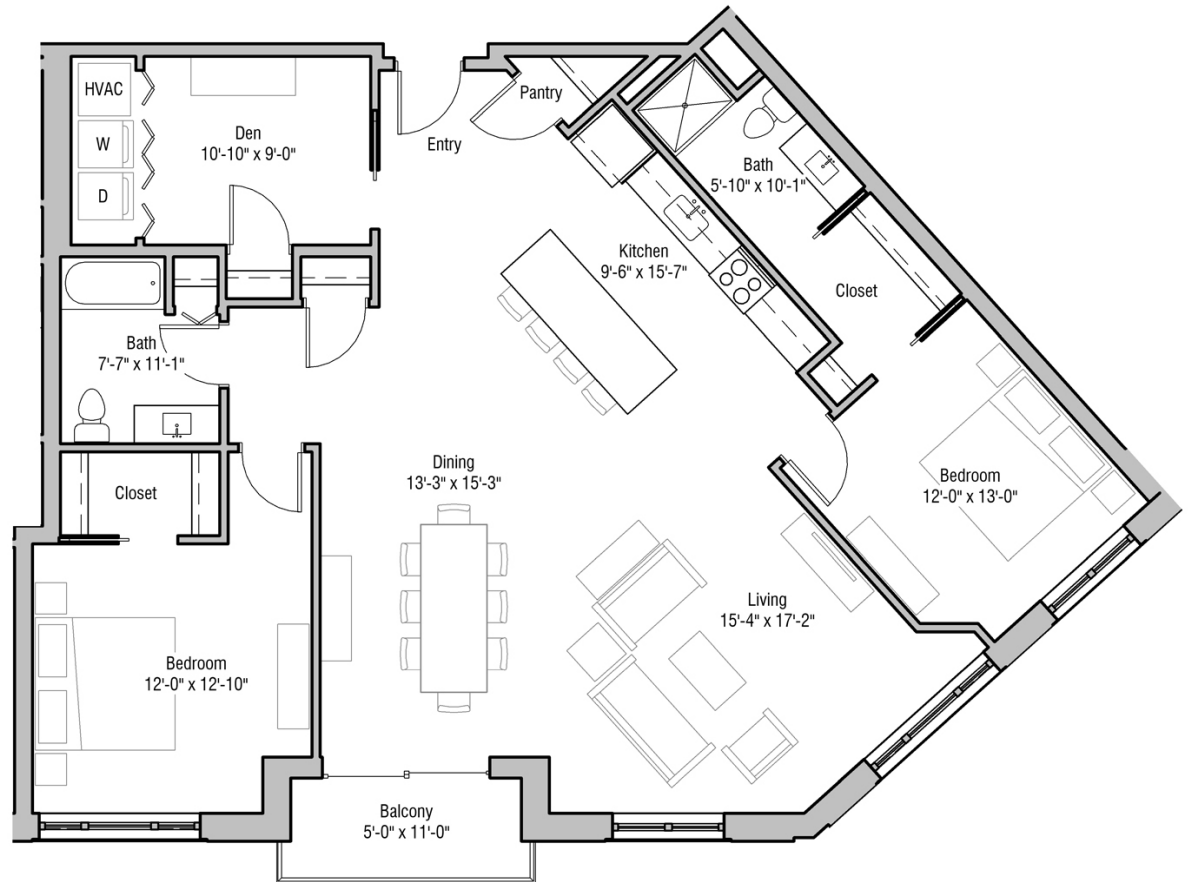 HVAC
W
D
Den
10'-10" x 9'-0"
Entry
Pantry
Bath
5'-10" x 10'-1"
Kitchen
9'-6" x 15'-7"
Closet
Bath
7'-7" x 11'-1"
Closet
Dining
13'-3" x 15'-3"
Bedroom
12'-0" x 13'-0"
Living
15'-4" x 17'-2"
Bedroom
12'-0" x 12'-10"
Balcony
5'-0" x 11'-0"